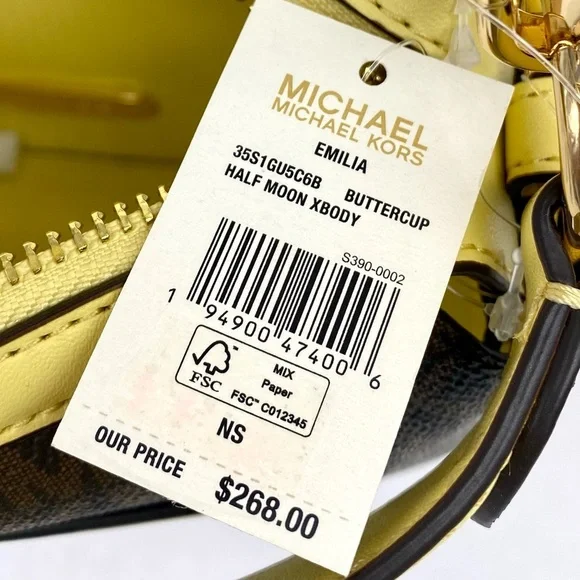 MICHAEL
MICHAEL KORS
EMILIA
35S1GU5C6B BUTTERCUP
HALF MOON XBODY
S390-0002
1 94900 47400 6
FSC
MIX
Paper
FSC™ C012345
NS
OUR PRICE $268.00